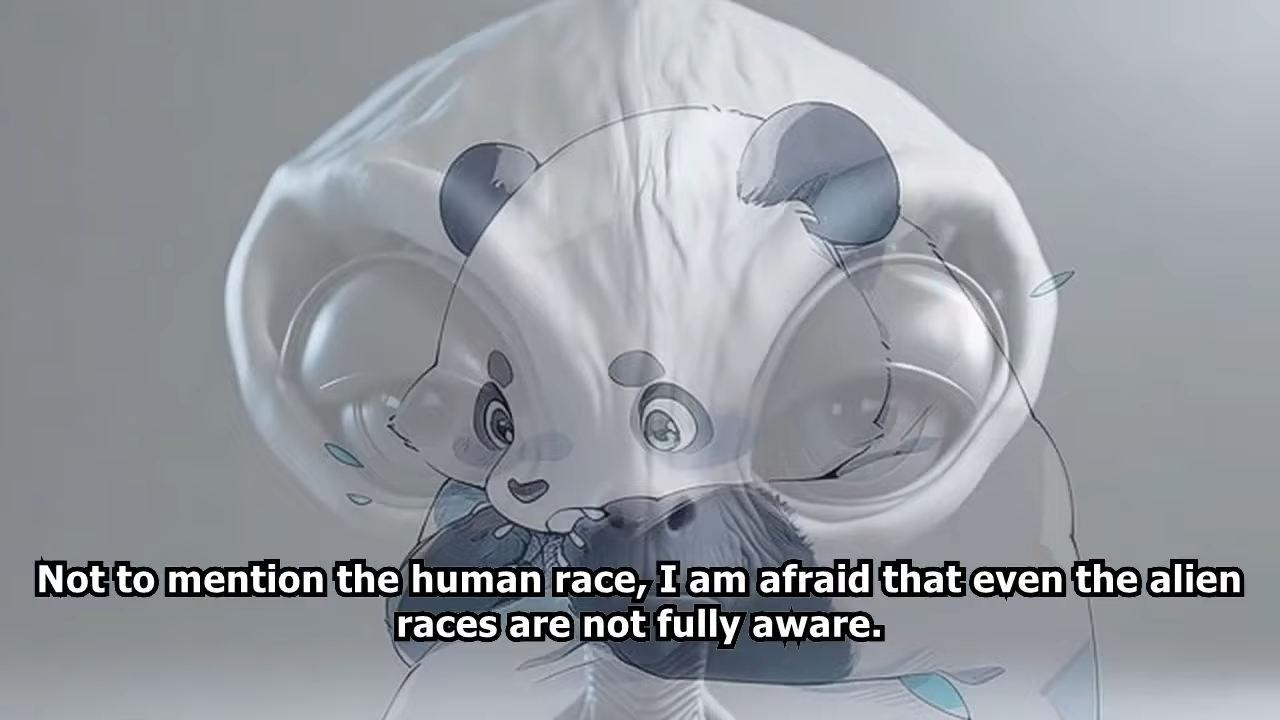 Not to mention the human race, I am afraid that even the alien
races are not fully aware.